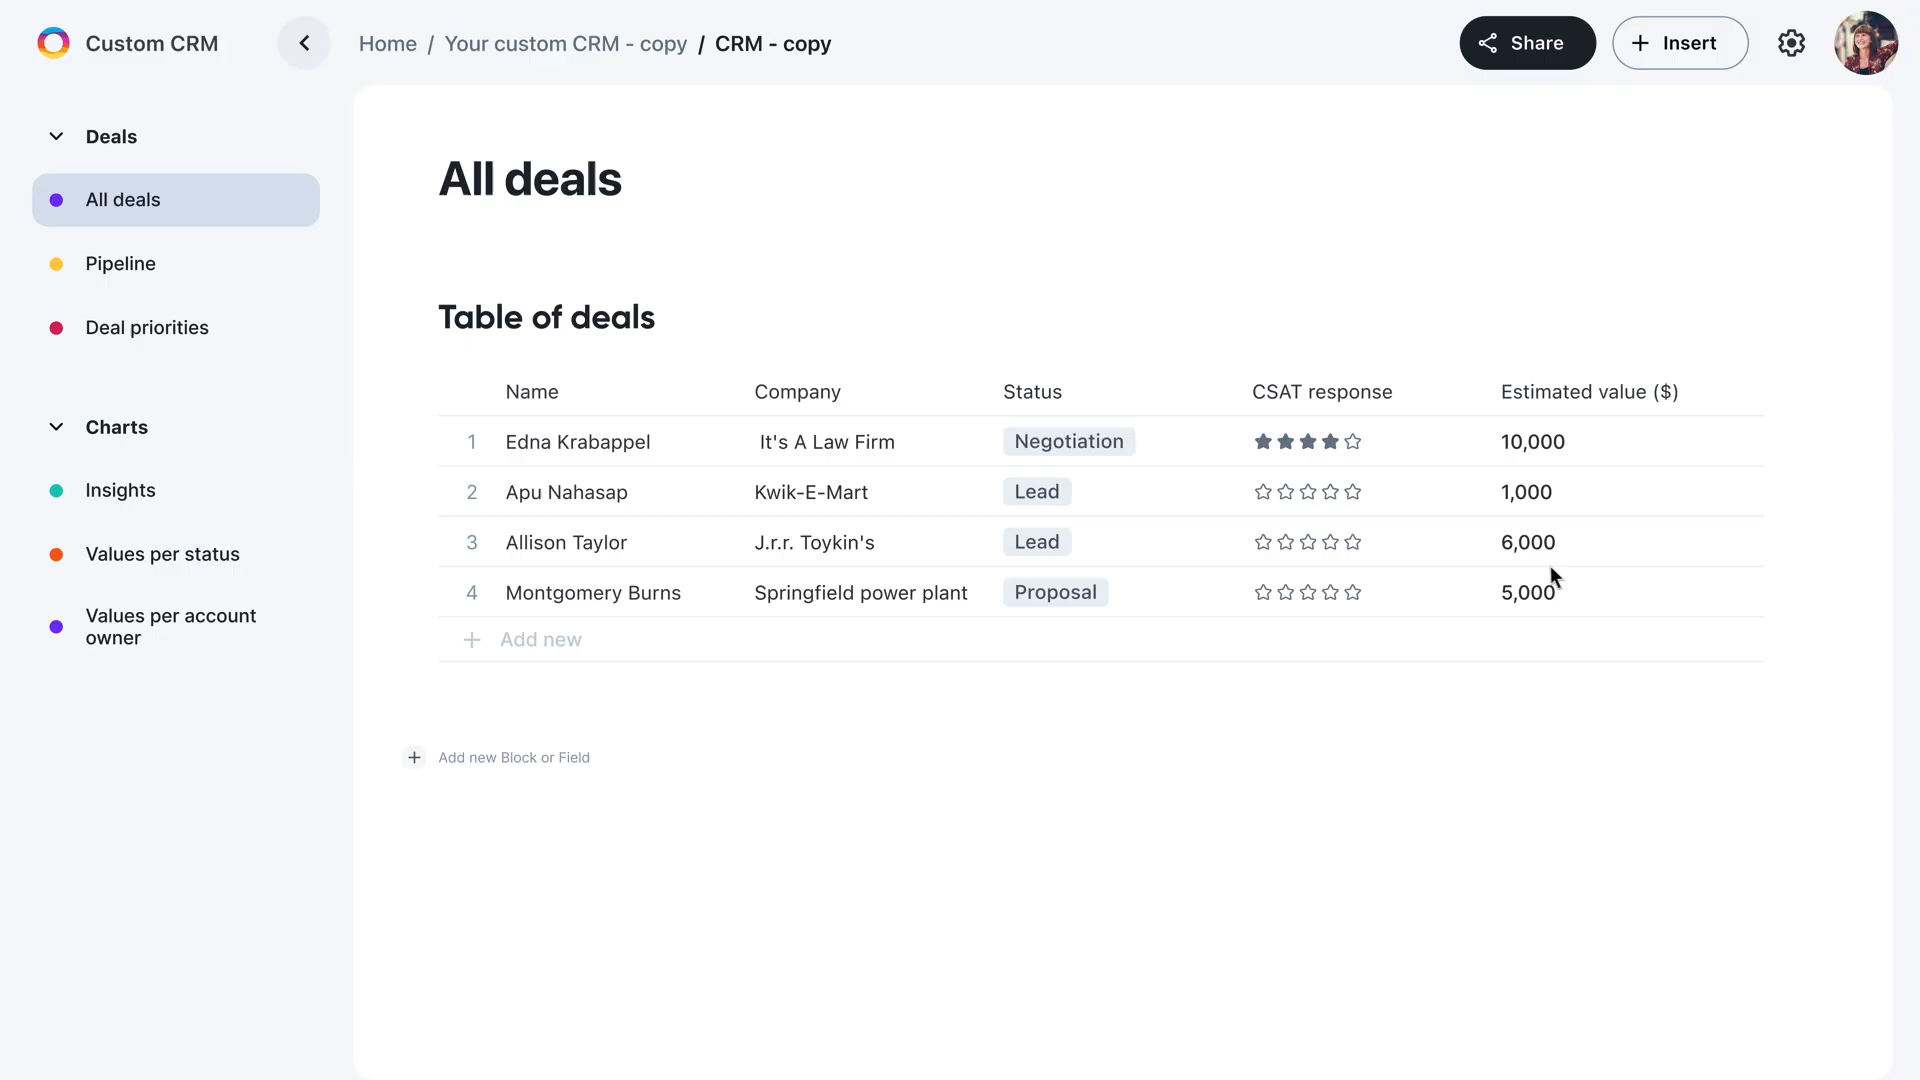 Custom CRM
Home / Your custom CRM - copy / CRM - copy
Share
Insert
Deals
All deals
Pipeline
Deal priorities
Charts
Insights
Values per status
Values per account
owner
All deals
Table of deals
Name Company Status CSAT response Estimated value ($)
1 Edna Krabappel It's A Law Firm Negotiation 10,000
2 Apu Nahasap Kwik-E-Mart Lead 1,000
3 Allison Taylor J.r.r. Toykin's Lead 6,000
4 Montgomery Burns Springfield power plant Proposal 5,000
Add new
Add new Block or Field